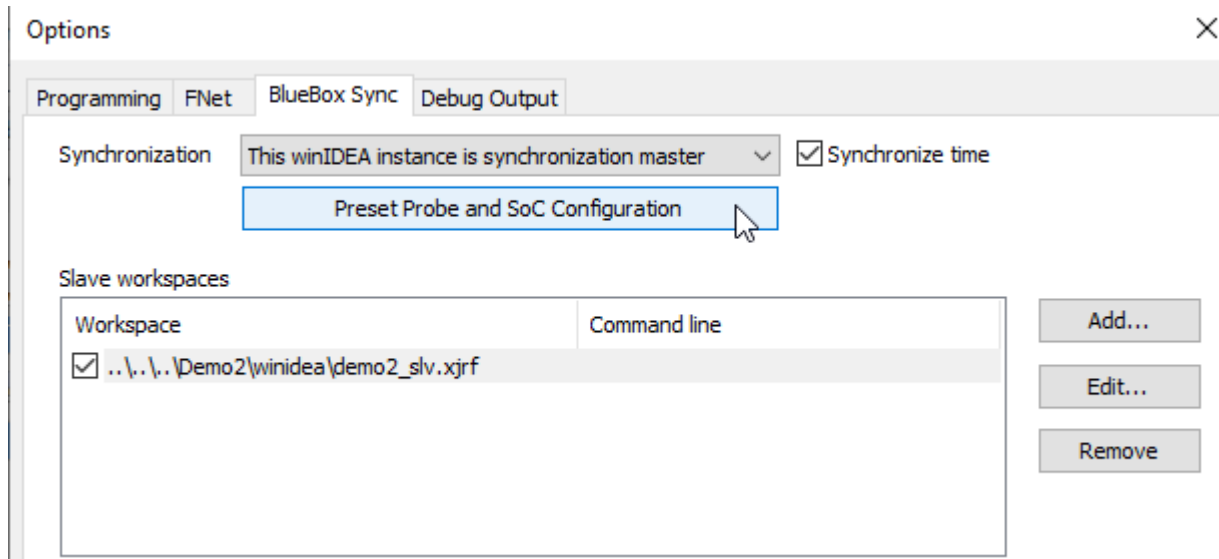 Options
Programming FNet BlueBox Sync Debug Output
Synchronization This winIDEA instance is synchronization master Synchronize time
Preset Probe and SoC Configuration
Slave workspaces
Workspace Command line Add...
..\..\..\Demo2\winidea\demo2_slv.xjrf
Edit...
Remove